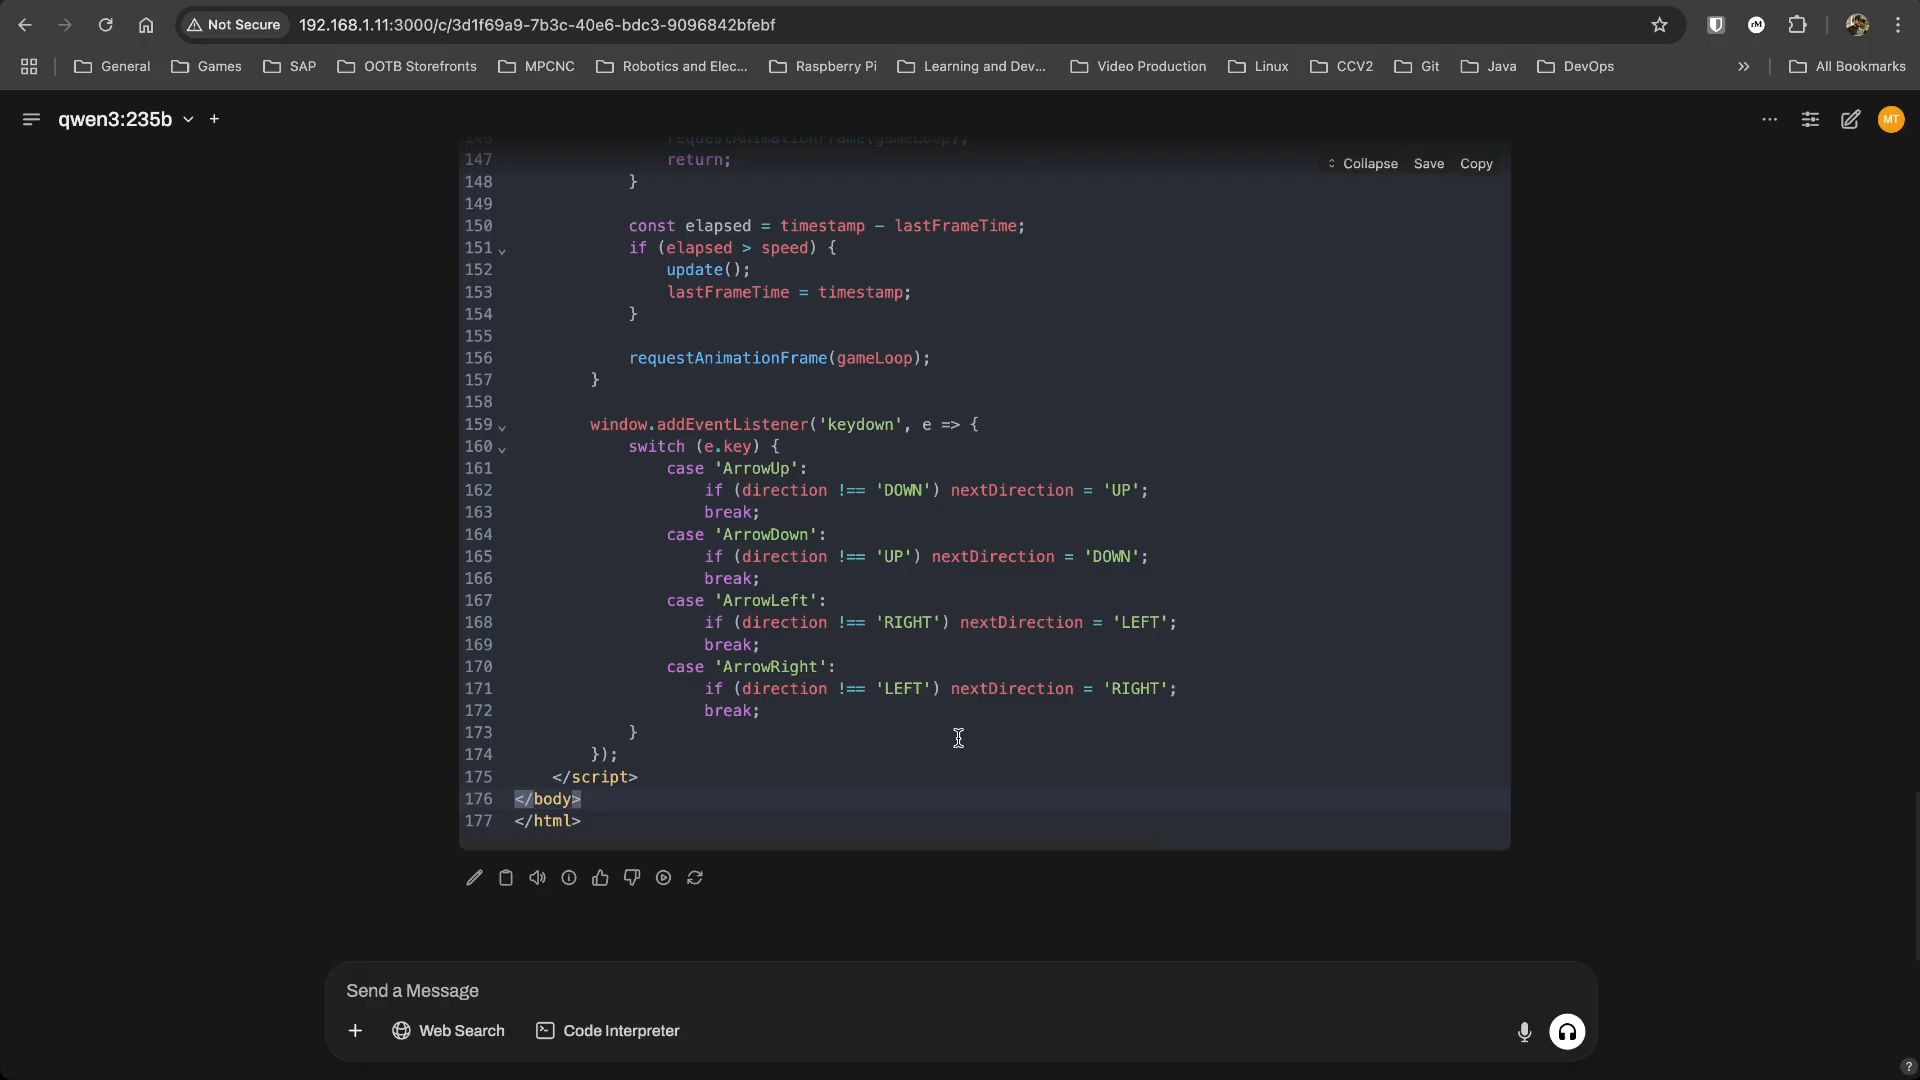 Not Secure 192.168.1.11:3000/c/3d1f69a9-7b3c-40e6-bdc3-9096842bfebf rM
General Games SAP OOTB Storefronts MPCNC Robotics and Elec... Raspberry Pi Learning and Dev... Video Production Linux CCV2 Git Java DevOps » All Bookmarks
qwen3:235b + MT
146 requestAnimationFrame(gameLoop);
147 return;
Collapse Save Copy
148 }
149
150 const elapsed = timestamp - lastFrameTime;
151 if (elapsed > speed) {
152 update();
153 lastFrameTime = timestamp;
154 }
155
156 requestAnimationFrame(gameLoop);
157 }
158
159 window.addEventListener('keydown', e => {
160 switch (e.key) {
161 case 'ArrowUp':
162 if (direction !== 'DOWN') nextDirection = 'UP';
163 break;
164 case 'ArrowDown':
165 if (direction !== 'UP') nextDirection = 'DOWN';
166 break;
167 case 'ArrowLeft':
168 if (direction !== 'RIGHT') nextDirection = 'LEFT';
169 break;
170 case 'ArrowRight':
171 if (direction !== 'LEFT') nextDirection = 'RIGHT';
172 break;
173 }
174 });
175 </script>
176 </body>
177 </html>
Send a Message
+ Web Search Code Interpreter
?